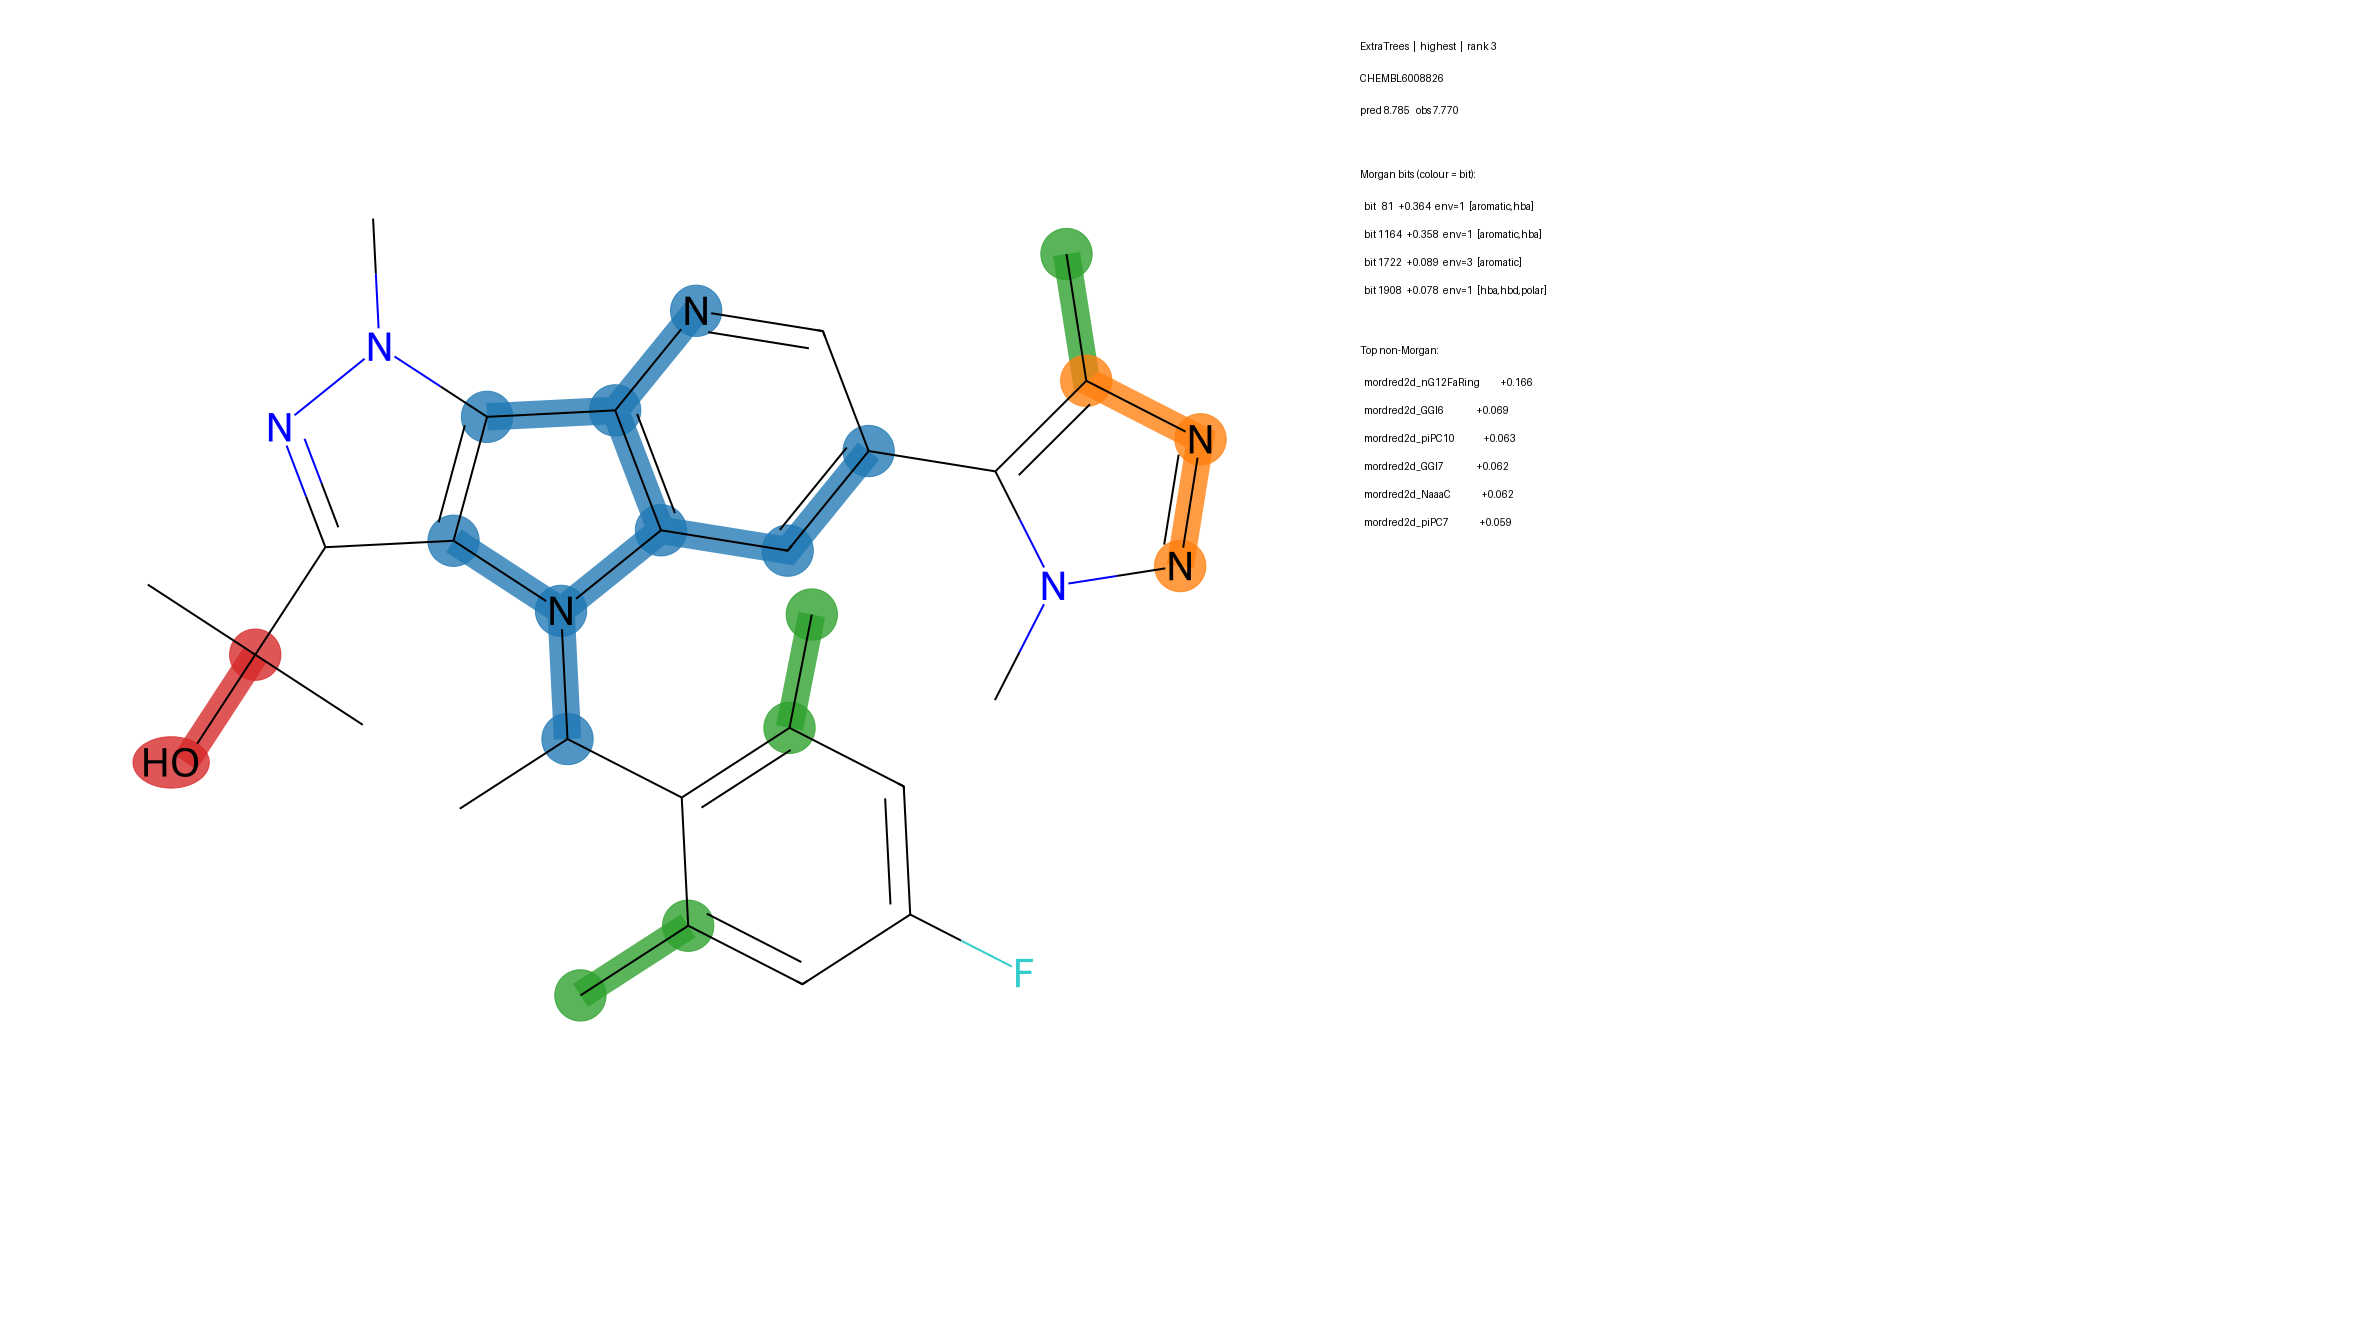 ExtraTrees | highest | rank 3
CHEMBL6008826
pred 8.785 obs 7.770
Morgan bits (colour = bit):
bit 81 +0.364 env=1 [aromatic,hba]
bit 1164 +0.358 env=1 [aromatic,hba]
bit 1722 +0.089 env=3 [aromatic]
bit 1908 +0.078 env=1 [hba,hbd,polar]
Top non-Morgan:
mordred2d_nG12FaRing +0.166
mordred2d_GGI6 +0.069
mordred2d_piPC10 +0.063
mordred2d_GGI7 +0.062
mordred2d_NaaaC +0.062
mordred2d_piPC7 +0.059
N
N
N
N
N
N
N
N
HO
F